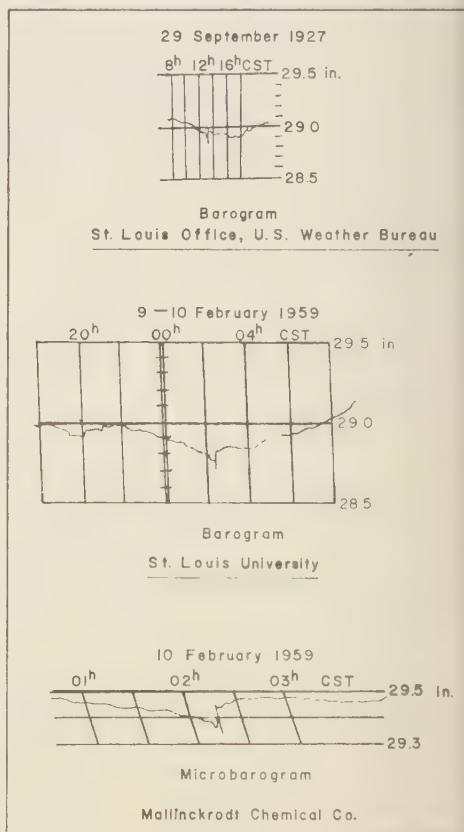 29 September 1927
8h 12h 16h CST
29.5 in.
29.0
28.5
Barogram
St. Louis Office, U.S. Weather Bureau
9 – 10 February 1959
20h 00h 04h CST
29.5 in
29.0
28.5
Barogram
St. Louis University
10 February 1959
01h 02h 03h CST
29.5 in.
29.3
Microbarogram
Mallinckrodt Chemical Co.